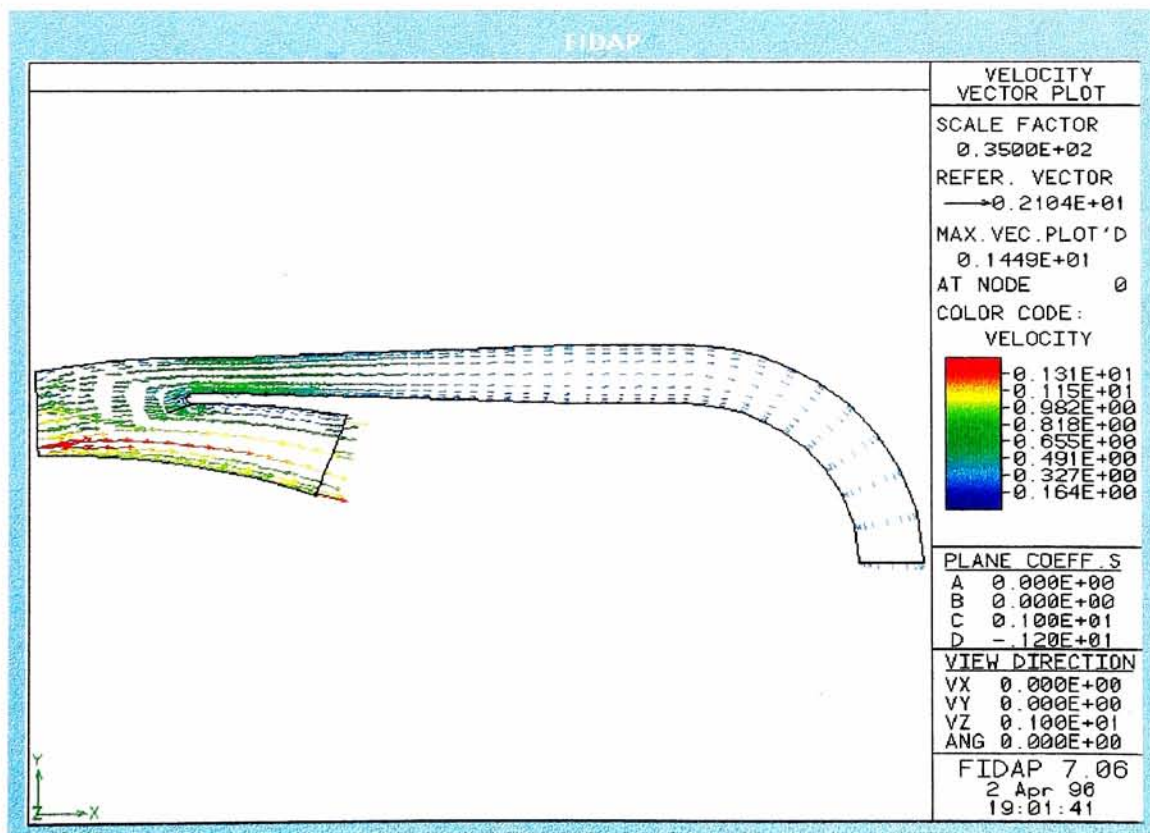 FIDAP
VELOCITY
VECTOR PLOT
SCALE FACTOR
0.3500E+02
REFER. VECTOR
0.2104E+01
MAX.VEC.PLOT'D
0.1449E+01
AT NODE 0
COLOR CODE:
VELOCITY
0.131E+01
0.115E+01
0.982E+00
0.818E+00
0.655E+00
0.491E+00
0.327E+00
0.164E+00
PLANE COEFF.S
A 0.000E+00
B 0.000E+00
C 0.100E+01
D -.120E+01
VIEW DIRECTION
VX 0.000E+00
VY 0.000E+00
VZ 0.100E+01
ANG 0.000E+00
FIDAP 7.06
2 Apr 96
19:01:41
Y
Z X